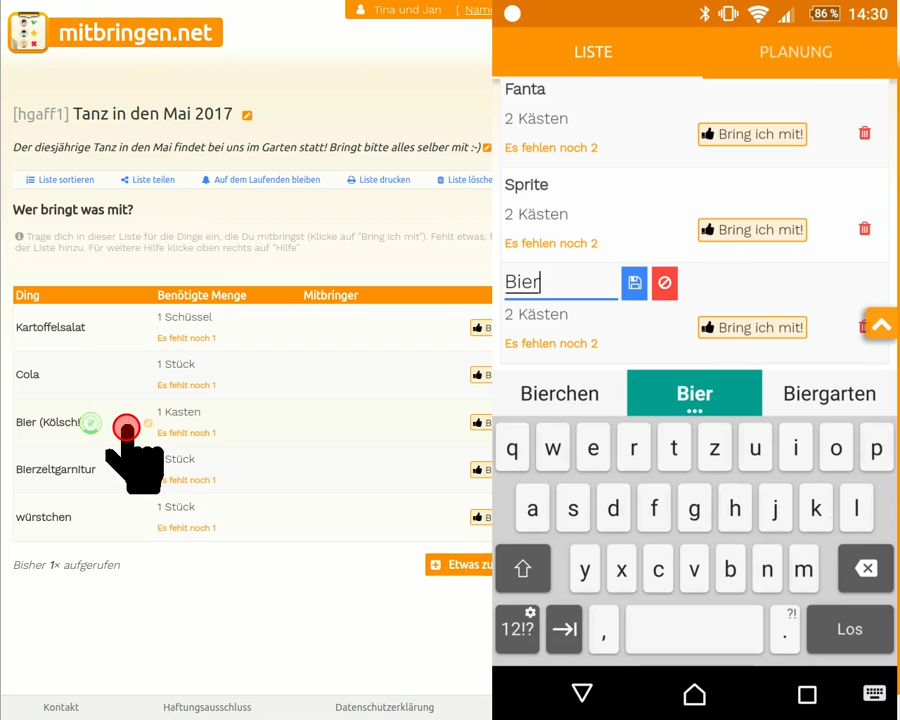 mitbringen.net
Tina und Jan [ Name
[hgaff1] Tanz in den Mai 2017
Der diesjährige Tanz in den Mai findet bei uns im Garten statt! Bringt bitte alles selber mit :-)
Liste sortieren Liste teilen Auf dem Laufenden bleiben Liste drucken Liste lösche
Wer bringt was mit?
Trage dich in dieser Liste für die Dinge ein, die Du mitbringst (Klicke auf "Bring ich mit"). Fehlt etwas, f
der Liste hinzu. Für weitere Hilfe klicke oben rechts auf "Hilfe"
Ding Benötigte Menge Mitbringer
Kartoffelsalat
1 Schüssel
Es fehlt noch 1
B
Cola
1 Stück
Es fehlt noch 1
B
Bier (Kölsch!
1 Kasten
Es fehlt noch 1
B
Bierzeltgarnitur
Stück
s fehlt noch 1
B
würstchen
1 Stück
Es fehlt noch 1
B
Bisher 1× aufgerufen
Etwas zu
Kontakt Haftungsausschluss Datenschutzerklärung
86 % 14:30
LISTE PLANUNG
Fanta
2 Kästen
Es fehlen noch 2
Bring ich mit!
Sprite
2 Kästen
Es fehlen noch 2
Bring ich mit!
Bier
2 Kästen
Es fehlen noch 2
Bring ich mit!
Bierchen Bier Biergarten
q w e r t z u i o p
a s d f g h j k l
y x c v b n m
12!? , . ?! Los